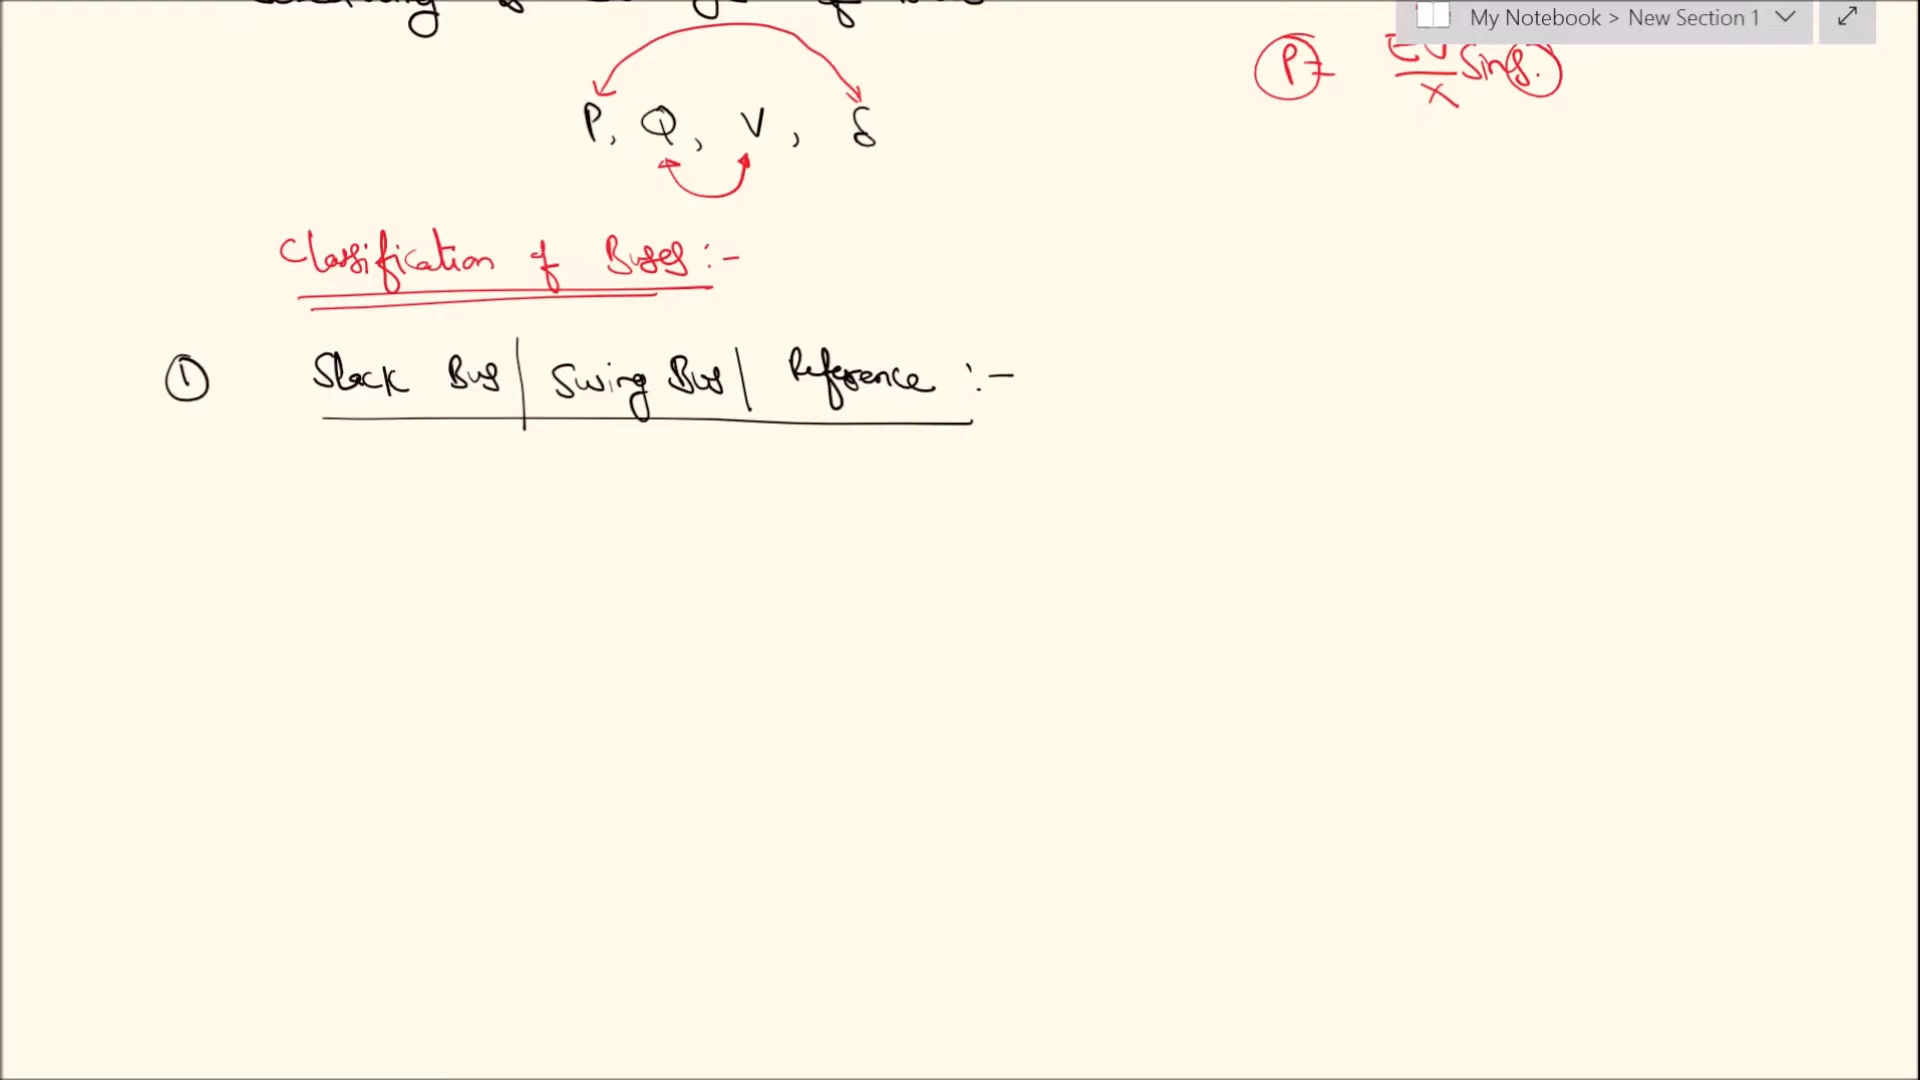 My Notebook > New Section 1
P = EV/X Sinδ.
P, Q, V, δ
Classification of Buses :-
① Slack Bus | Swing Bus | Reference :-